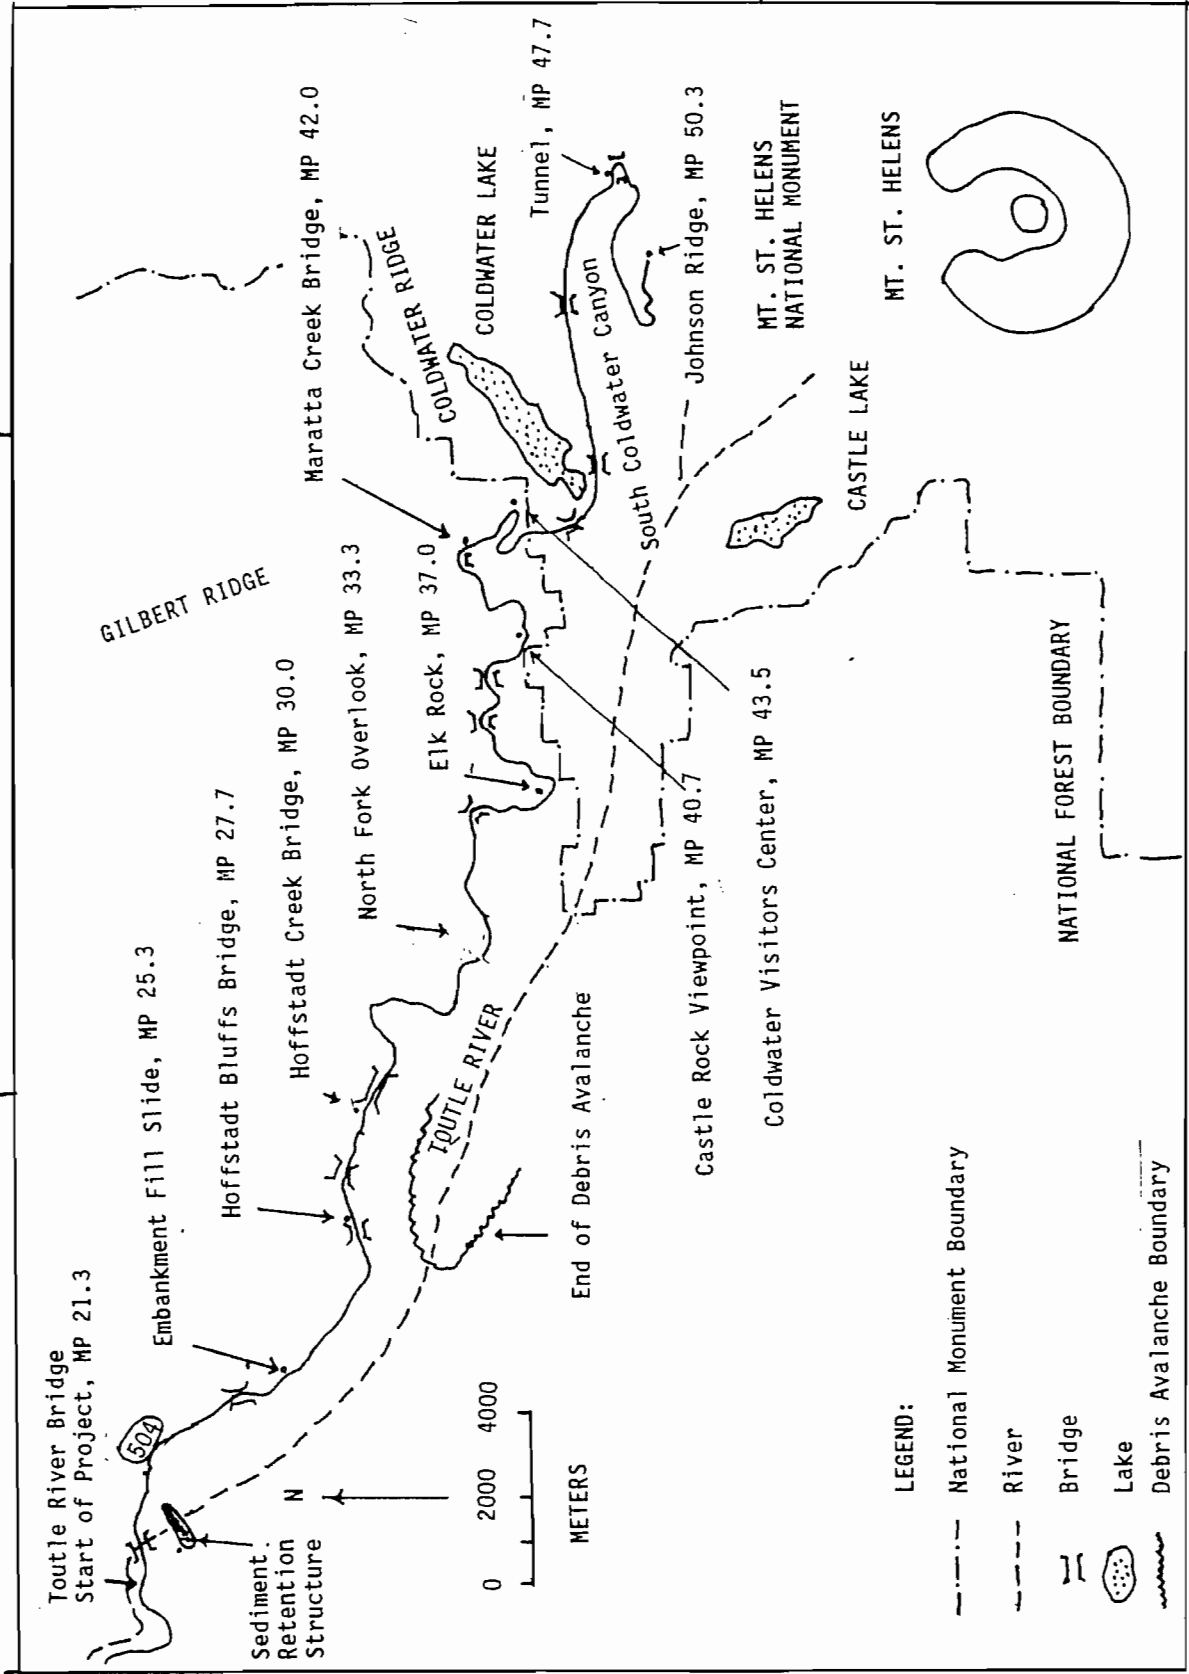 Toutle River Bridge
Start of Project, MP 21.3
504
Embankment Fill Slide, MP 25.3
Hoffstadt Bluffs Bridge, MP 27.7
Hoffstadt Creek Bridge, MP 30.0
North Fork Overlook, MP 33.3
Elk Rock, MP 37.0
GILBERT RIDGE
Maratta Creek Bridge, MP 42.0
COLDWATER RIDGE
COLDWATER LAKE
Tunnel, MP 47.7
Johnson Ridge, MP 50.3
South Coldwater Canyon
MT. ST. HELENS
NATIONAL MONUMENT
MT. ST. HELENS
CASTLE LAKE
Sediment
Retention
Structure
N
TOUTLE RIVER
End of Debris Avalanche
Castle Rock Viewpoint, MP 40.7
Coldwater Visitors Center, MP 43.5
NATIONAL FOREST BOUNDARY
0 2000 4000
METERS
LEGEND:
National Monument Boundary
River
Bridge
Lake
Debris Avalanche Boundary